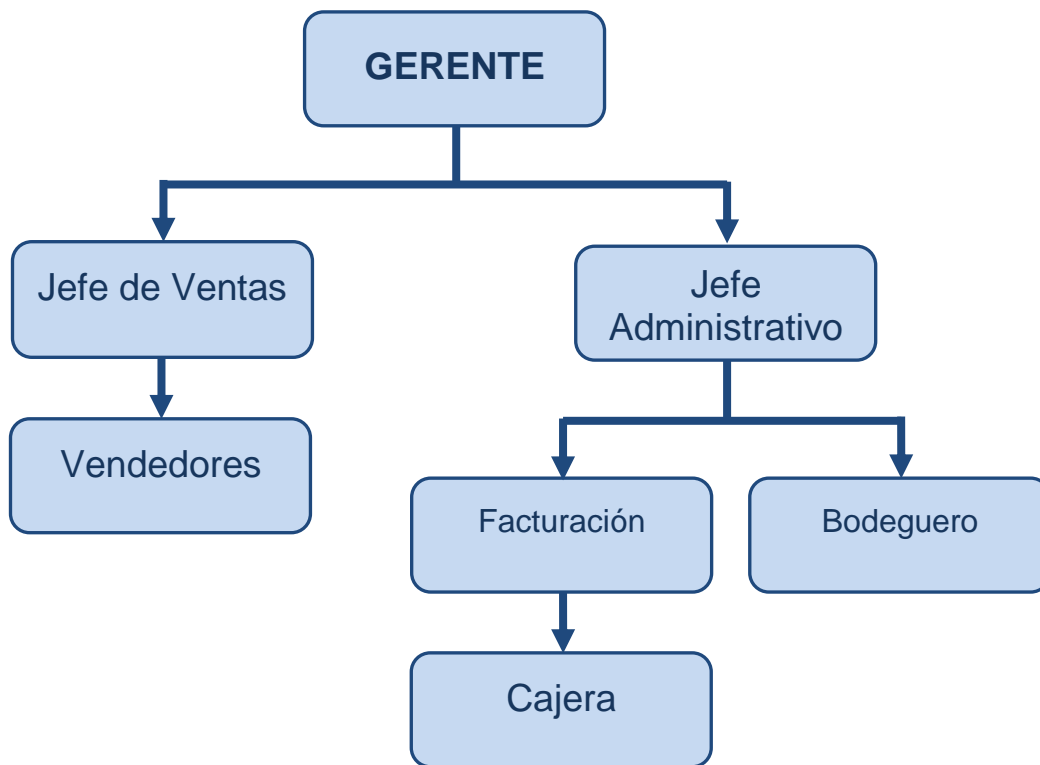 GERENTE
Jefe de Ventas
Jefe
Administrativo
Vendedores
Facturación
Bodeguero
Cajera